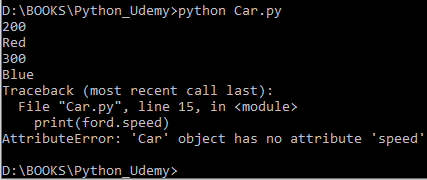 D:\BOOKS\Python_Udemy>python Car.py
200
Red
300
Blue
Traceback (most recent call last):
  File "Car.py", line 15, in <module>
    print(ford.speed)
AttributeError: 'Car' object has no attribute 'speed'
D:\BOOKS\Python_Udemy>